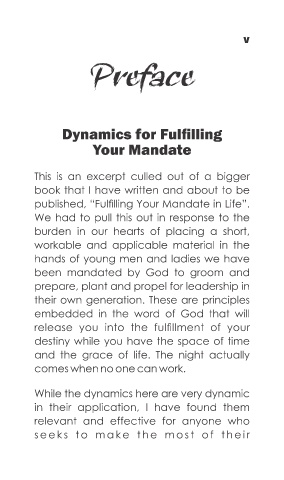 v
Preface
Dynamics for Fulfilling
Your Mandate
This is an excerpt culled out of a bigger
book that I have written and about to be
published, “Fulfilling Your Mandate in Life”.
We had to pull this out in response to the
burden in our hearts of placing a short,
workable and applicable material in the
hands of young men and ladies we have
been mandated by God to groom and
prepare, plant and propel for leadership in
their own generation. These are principles
embedded in the word of God that will
release you into the fulfillment of your
destiny while you have the space of time
and the grace of life. The night actually
comes when no one can work.
While the dynamics here are very dynamic
in their application, I have found them
relevant and effective for anyone who
seeks to make the most of their